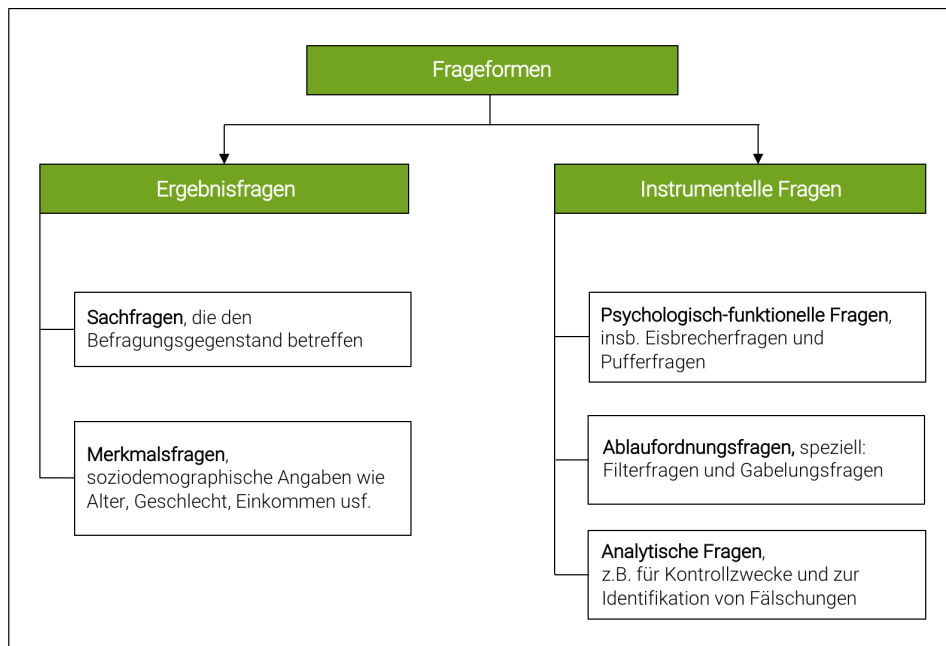 Frageformen
Ergebnisfragen
Instrumentelle Fragen
Sachfragen, die den
Befragungsgegenstand betreffen
Merkmalsfragen,
soziodemographische Angaben wie
Alter, Geschlecht, Einkommen usf.
Psychologisch-funktionelle Fragen,
insb. Eisbrecherfragen und
Pufferfragen
Ablaufordnungsfragen, speziell:
Filterfragen und Gabelungsfragen
Analytische Fragen,
z.B. für Kontrollzwecke und zur
Identifikation von Fälschungen